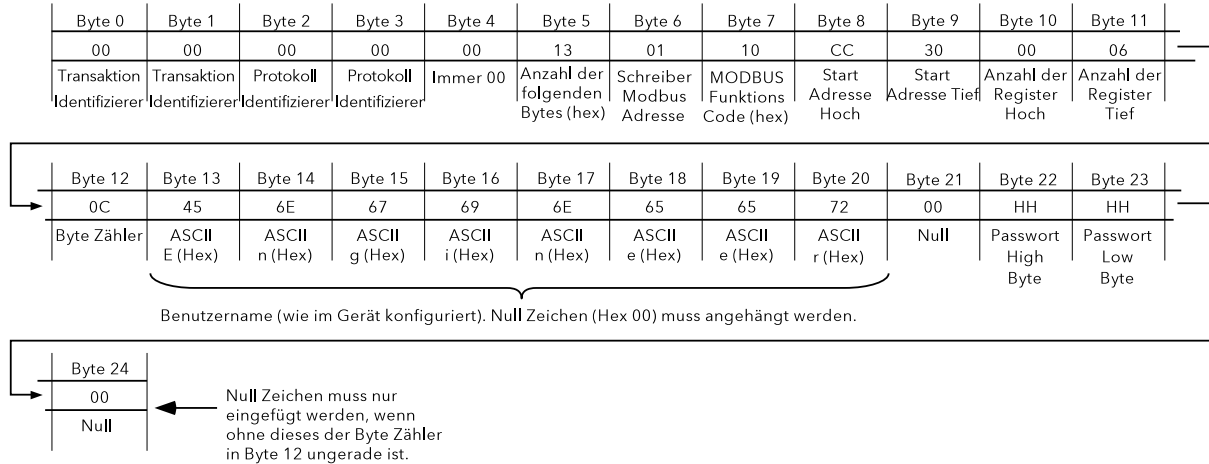 Byte 0 Byte 1 Byte 2 Byte 3 Byte 4 Byte 5 Byte 6 Byte 7 Byte 8 Byte 9 Byte 10 Byte 11
00 00 00 00 00 13 01 10 CC 30 00 06
Transaktion Transaktion Protokoll Protokoll Immer 00 Anzahl der Schreiber MODBUS Start Start Anzahl der Anzahl der
Identifizierer Identifizierer Identifizierer Identifizierer folgenden Modbus Funktions Adresse Adresse Tief Register Register
Bytes (hex) Adresse Code (hex) Hoch Hoch Tief
Byte 12 Byte 13 Byte 14 Byte 15 Byte 16 Byte 17 Byte 18 Byte 19 Byte 20 Byte 21 Byte 22 Byte 23
0C 45 6E 67 69 6E 65 65 72 00 HH HH
Byte Zähler ASCII ASCII ASCII ASCII ASCII ASCII ASCII ASCII Null Passwort Passwort
E (Hex) n (Hex) g (Hex) i (Hex) n (Hex) e (Hex) e (Hex) r (Hex) High Low
Byte Byte
Benutzername (wie im Gerät konfiguriert). Null Zeichen (Hex 00) muss angehängt werden.
Byte 24
00
Null
Null Zeichen muss nur
eingefügt werden, wenn
ohne dieses der Byte Zähler
in Byte 12 ungerade ist.